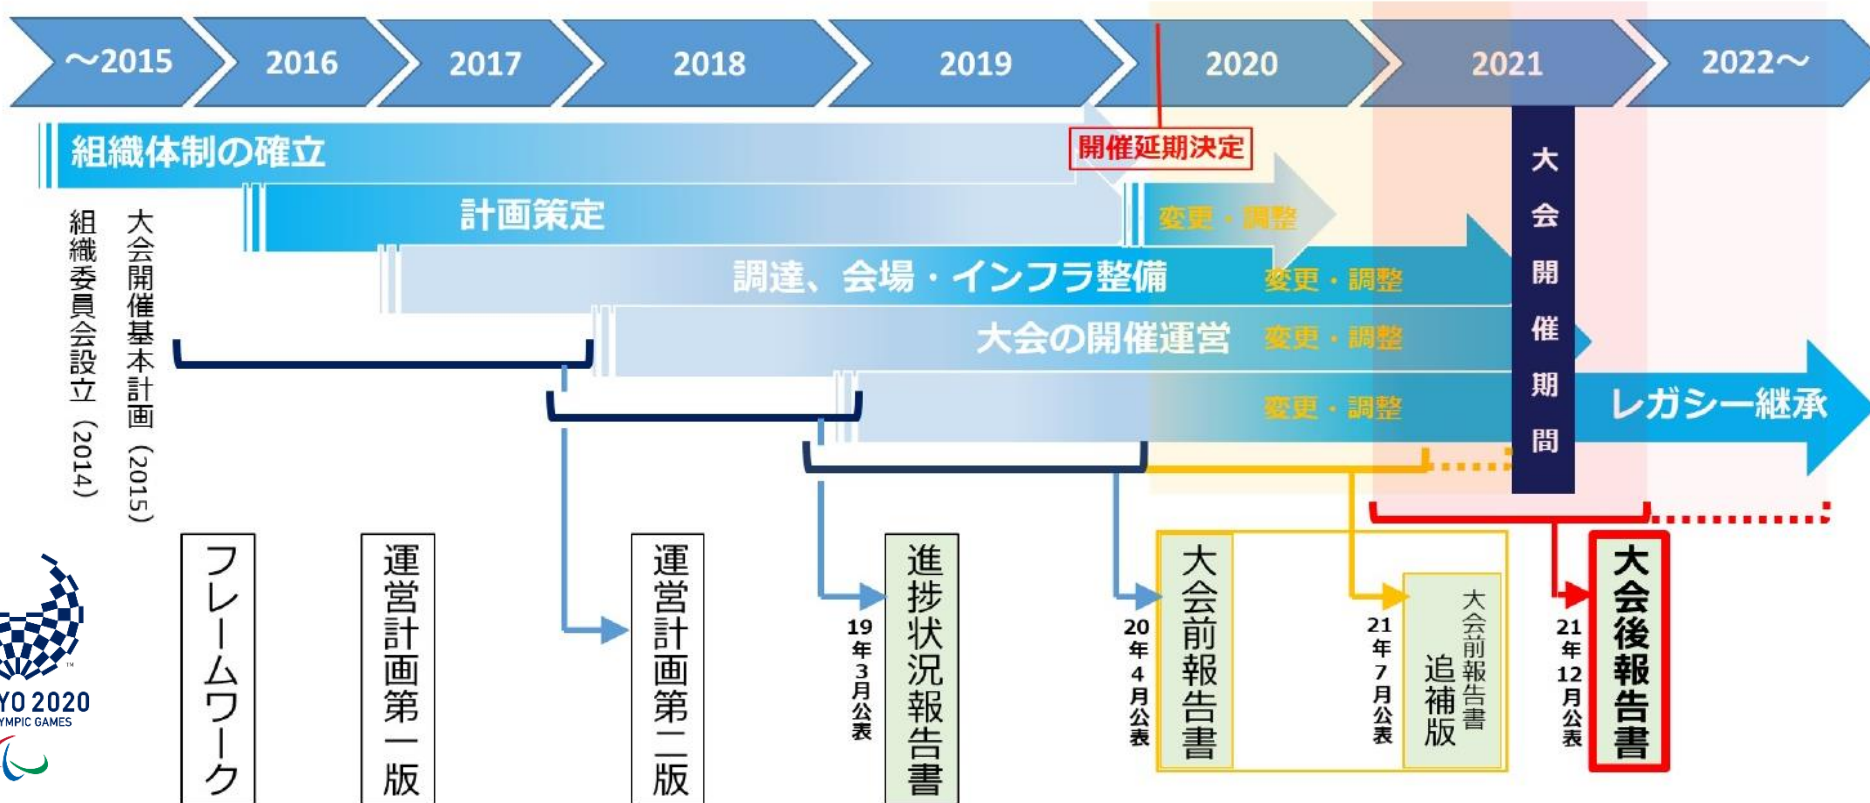 ～2015
2016
2017
2018
2019
2020
2021
2022～
組織体制の確立
開催延期決定
計画策定
変更・調整
調達、会場・インフラ整備
変更・調整
大会の開催運営
変更・調整
変更・調整
レガシー継承
大会開催期間
組織委員会設立（2014）
大会開催基本計画（2015）
フレームワーク
運営計画第一版
運営計画第二版
19年3月公表
進捗状況報告書
20年4月公表
大会前報告書
21年7月公表
大会前報告書
追補版
21年12月公表
大会後報告書
YO 2020
YMPIC GAMES
TM